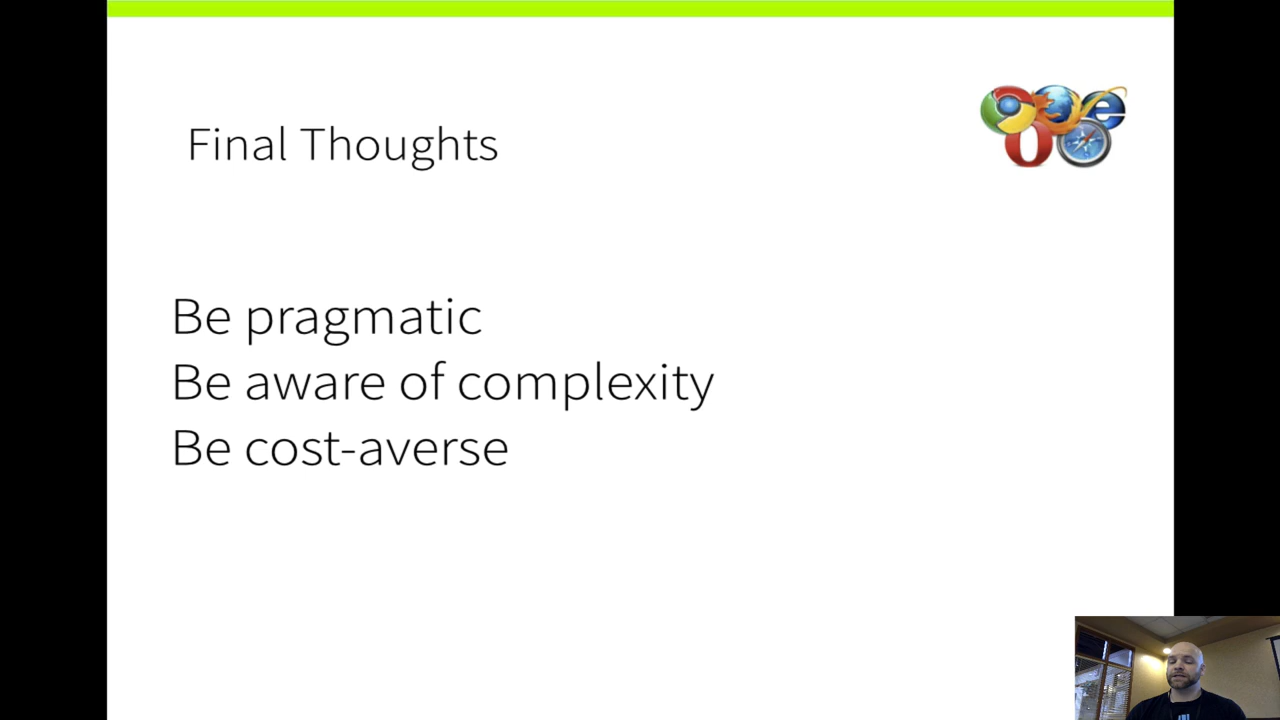 Final Thoughts
Be pragmatic
Be aware of complexity
Be cost-averse